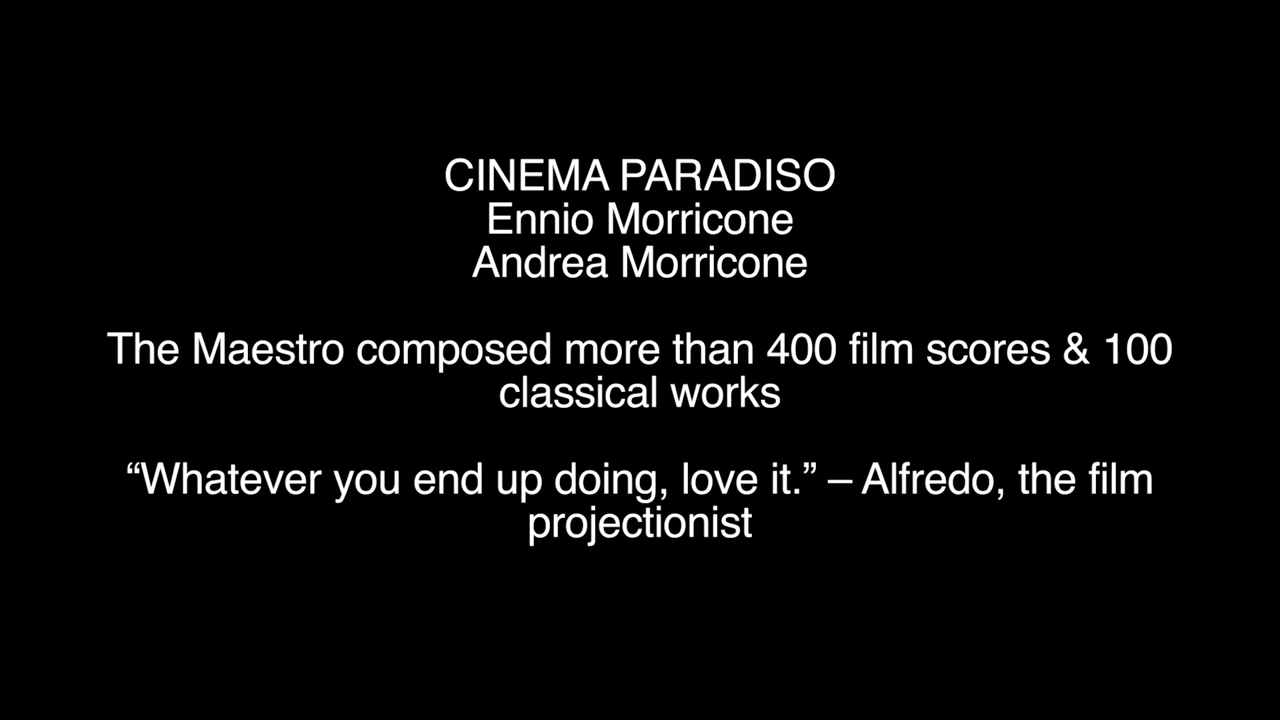 CINEMA PARADISO
Ennio Morricone
Andrea Morricone
The Maestro composed more than 400 film scores & 100
classical works
“Whatever you end up doing, love it.” – Alfredo, the film
projectionist